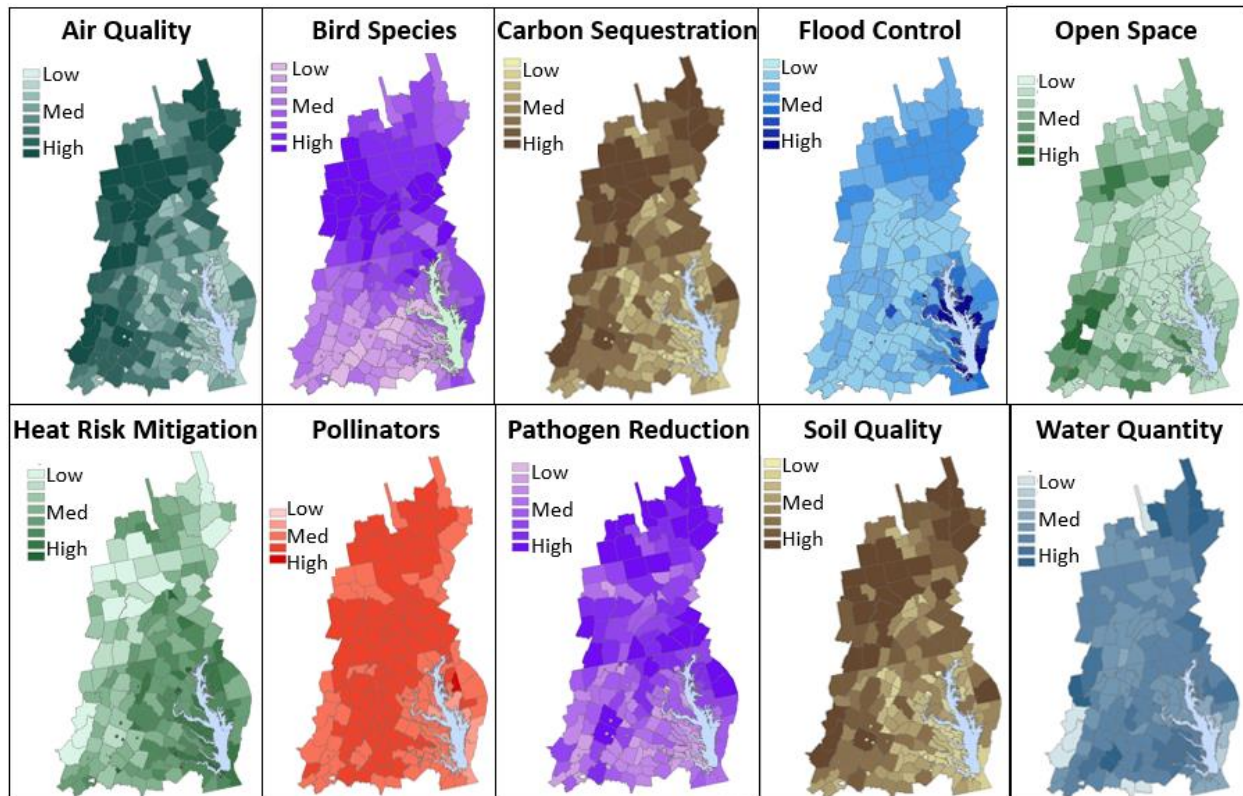 Air Quality
Low
Med
High
Bird Species
Low
Med
High
Carbon Sequestration
Low
Med
High
Flood Control
Low
Med
High
Open Space
Low
Med
High
Heat Risk Mitigation
Low
Med
High
Pollinators
Low
Med
High
Pathogen Reduction
Low
Med
High
Soil Quality
Low
Med
High
Water Quantity
Low
Med
High